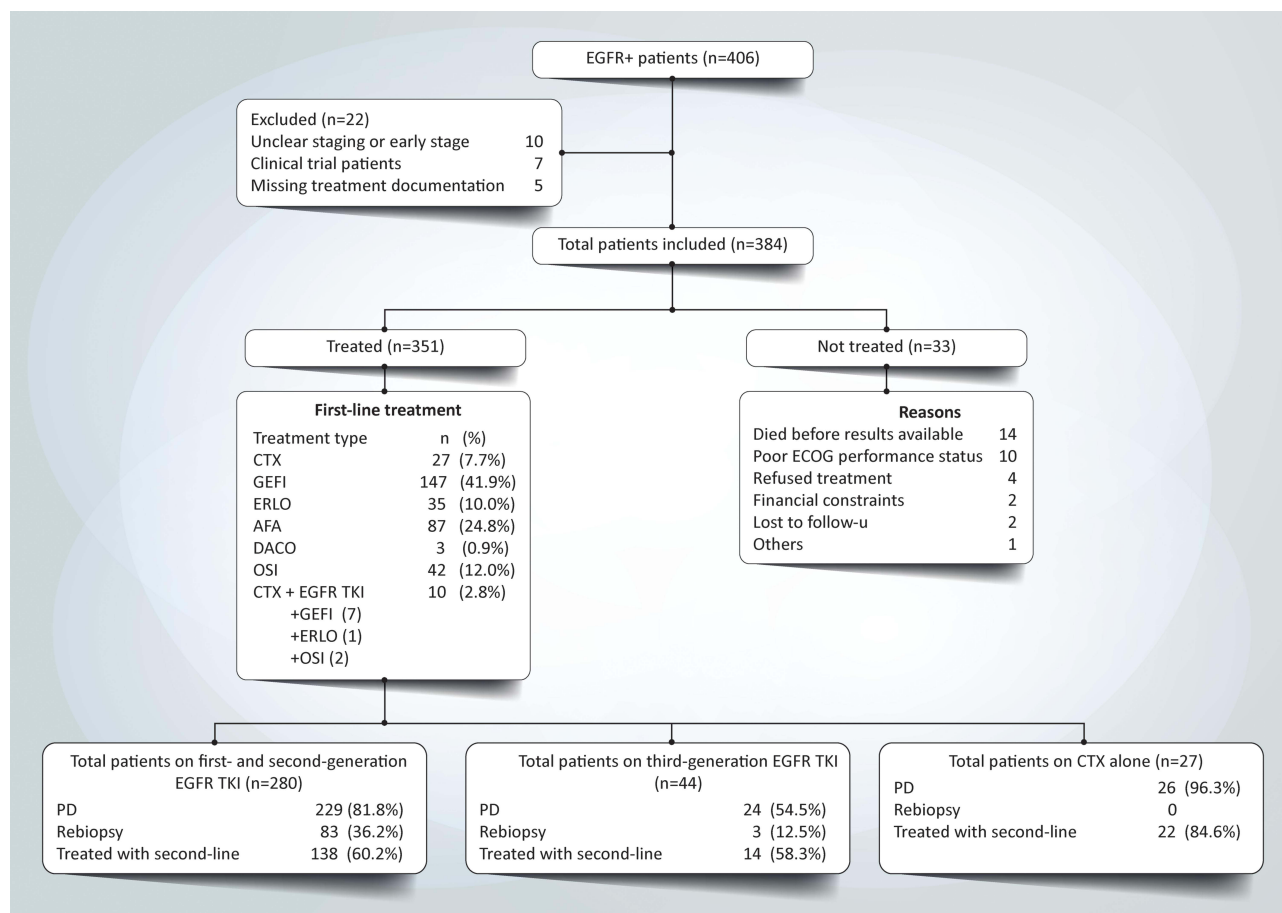 EGFR+ patients (n=406)
Excluded (n=22)
Unclear staging or early stage 10
Clinical trial patients 7
Missing treatment documentation 5
Total patients included (n=384)
Treated (n=351)
Not treated (n=33)
First-line treatment
Treatment type n (%)
CTX 27 (7.7%)
GEFI 147 (41.9%)
ERLO 35 (10.0%)
AFA 87 (24.8%)
DACO 3 (0.9%)
OSI 42 (12.0%)
CTX + EGFR TKI 10 (2.8%)
+GEFI (7)
+ERLO (1)
+OSI (2)
Reasons
Died before results available 14
Poor ECOG performance status 10
Refused treatment 4
Financial constraints 2
Lost to follow-u 2
Others 1
Total patients on first- and second-generation
EGFR TKI (n=280)
PD 229 (81.8%)
Rebiopsy 83 (36.2%)
Treated with second-line 138 (60.2%)
Total patients on third-generation EGFR TKI
(n=44)
PD 24 (54.5%)
Rebiopsy 3 (12.5%)
Treated with second-line 14 (58.3%)
Total patients on CTX alone (n=27)
PD 26 (96.3%)
Rebiopsy 0
Treated with second-line 22 (84.6%)